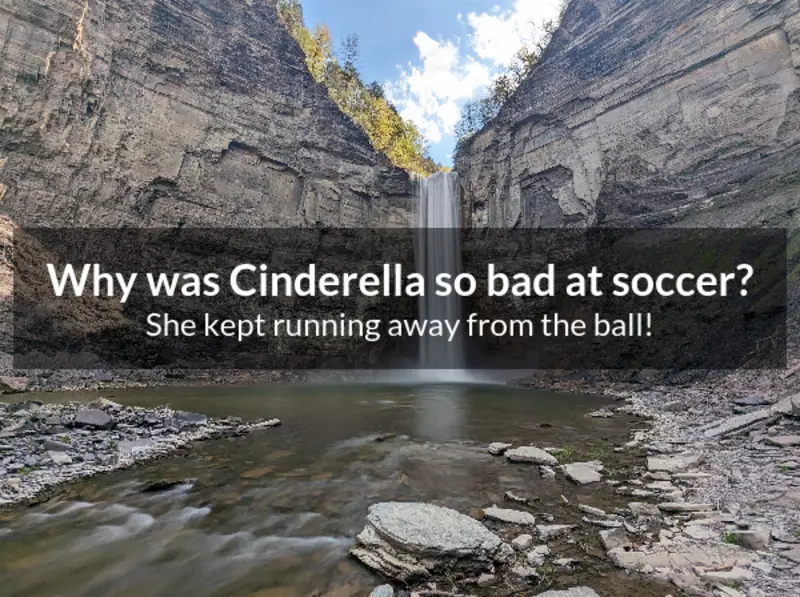 Why was Cinderella so bad at soccer?
She kept running away from the ball!